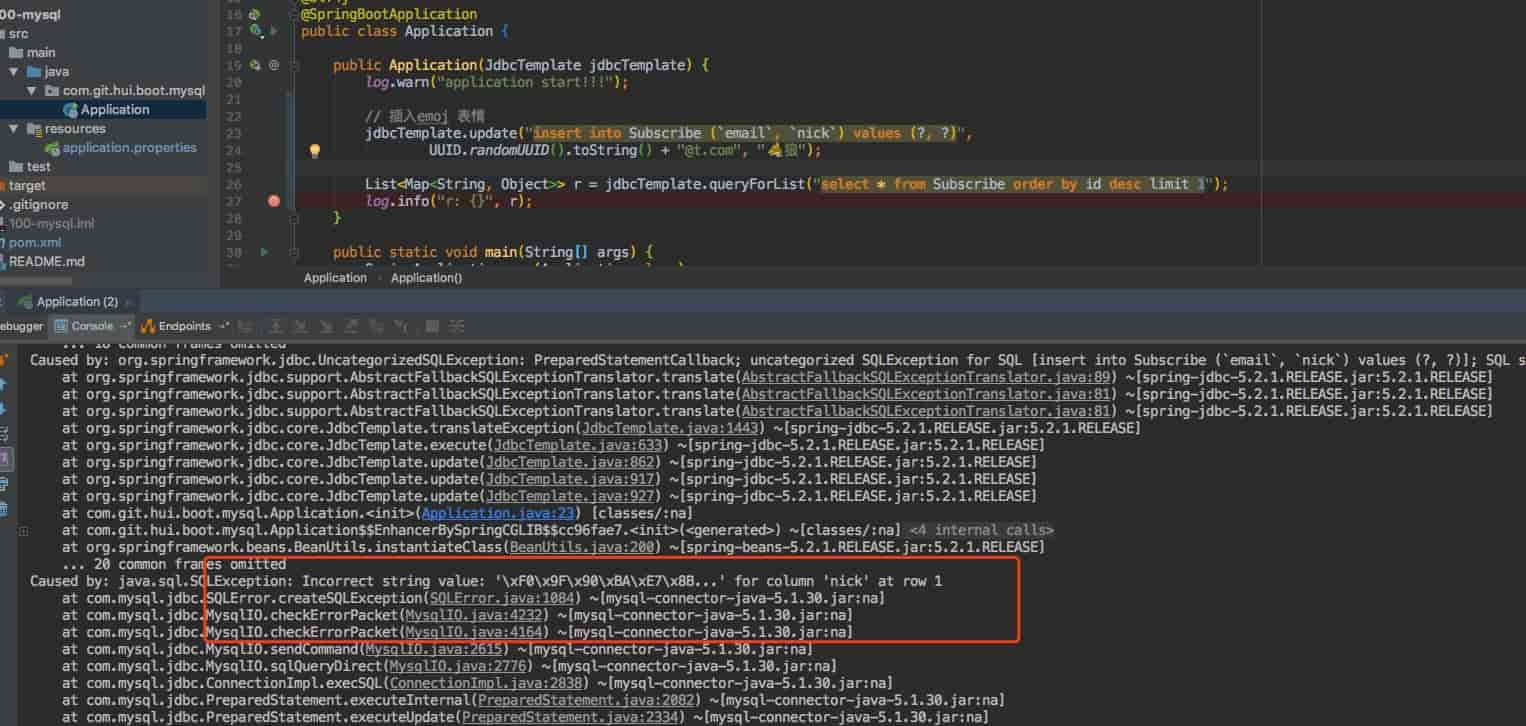 00-mysql
src
main
java
com.git.hui.boot.mysql
Application
resources
application.properties
test
target
.gitignore
100-mysql.iml
pom.xml
README.md
16 @SpringBootApplication
17 public class Application {
18
19 public Application(JdbcTemplate jdbcTemplate) {
20 log.warn("application start!!!");
21
22 // 插入emoj 表情
23 jdbcTemplate.update("insert into Subscribe (`email`, `nick`) values (?, ?)",
24 UUID.randomUUID().toString() + "@t.com", "🐺狼");
25
26 List<Map<String, Object>> r = jdbcTemplate.queryForList("select * from Subscribe order by id desc limit 1");
27 log.info("r: {}", r);
28 }
29
30 public static void main(String[] args) {
Application › Application()
Application (2) ×
ebugger Console →* Endpoints →*
... 18 common frames omitted
Caused by: org.springframework.jdbc.UncategorizedSQLException: PreparedStatementCallback; uncategorized SQLException for SQL [insert into Subscribe (`email`, `nick`) values (?, ?)]; SQL s
at org.springframework.jdbc.support.AbstractFallbackSQLExceptionTranslator.translate(AbstractFallbackSQLExceptionTranslator.java:89) ~[spring-jdbc-5.2.1.RELEASE.jar:5.2.1.RELEASE]
at org.springframework.jdbc.support.AbstractFallbackSQLExceptionTranslator.translate(AbstractFallbackSQLExceptionTranslator.java:81) ~[spring-jdbc-5.2.1.RELEASE.jar:5.2.1.RELEASE]
at org.springframework.jdbc.support.AbstractFallbackSQLExceptionTranslator.translate(AbstractFallbackSQLExceptionTranslator.java:81) ~[spring-jdbc-5.2.1.RELEASE.jar:5.2.1.RELEASE]
at org.springframework.jdbc.core.JdbcTemplate.translateException(JdbcTemplate.java:1443) ~[spring-jdbc-5.2.1.RELEASE.jar:5.2.1.RELEASE]
at org.springframework.jdbc.core.JdbcTemplate.execute(JdbcTemplate.java:633) ~[spring-jdbc-5.2.1.RELEASE.jar:5.2.1.RELEASE]
at org.springframework.jdbc.core.JdbcTemplate.update(JdbcTemplate.java:862) ~[spring-jdbc-5.2.1.RELEASE.jar:5.2.1.RELEASE]
at org.springframework.jdbc.core.JdbcTemplate.update(JdbcTemplate.java:917) ~[spring-jdbc-5.2.1.RELEASE.jar:5.2.1.RELEASE]
at org.springframework.jdbc.core.JdbcTemplate.update(JdbcTemplate.java:927) ~[spring-jdbc-5.2.1.RELEASE.jar:5.2.1.RELEASE]
at com.git.hui.boot.mysql.Application.<init>(Application.java:23) [classes/:na]
at com.git.hui.boot.mysql.Application$$EnhancerBySpringCGLIB$$cc96fae7.<init>(<generated>) ~[classes/:na] <4 internal calls>
at org.springframework.beans.BeanUtils.instantiateClass(BeanUtils.java:200) ~[spring-beans-5.2.1.RELEASE.jar:5.2.1.RELEASE]
... 20 common frames omitted
Caused by: java.sql.SQLException: Incorrect string value: '\xF0\x9F\x90\xBA\xE7\x8B...' for column 'nick' at row 1
at com.mysql.jdbc.SQLError.createSQLException(SQLError.java:1084) ~[mysql-connector-java-5.1.30.jar:na]
at com.mysql.jdbc.MysqlIO.checkErrorPacket(MysqlIO.java:4232) ~[mysql-connector-java-5.1.30.jar:na]
at com.mysql.jdbc.MysqlIO.checkErrorPacket(MysqlIO.java:4164) ~[mysql-connector-java-5.1.30.jar:na]
at com.mysql.jdbc.MysqlIO.sendCommand(MysqlIO.java:2615) ~[mysql-connector-java-5.1.30.jar:na]
at com.mysql.jdbc.MysqlIO.sqlQueryDirect(MysqlIO.java:2776) ~[mysql-connector-java-5.1.30.jar:na]
at com.mysql.jdbc.ConnectionImpl.execSQL(ConnectionImpl.java:2838) ~[mysql-connector-java-5.1.30.jar:na]
at com.mysql.jdbc.PreparedStatement.executeInternal(PreparedStatement.java:2082) ~[mysql-connector-java-5.1.30.jar:na]
at com.mysql.jdbc.PreparedStatement.executeUpdate(PreparedStatement.java:2334) ~[mysql-connector-java-5.1.30.jar:na]